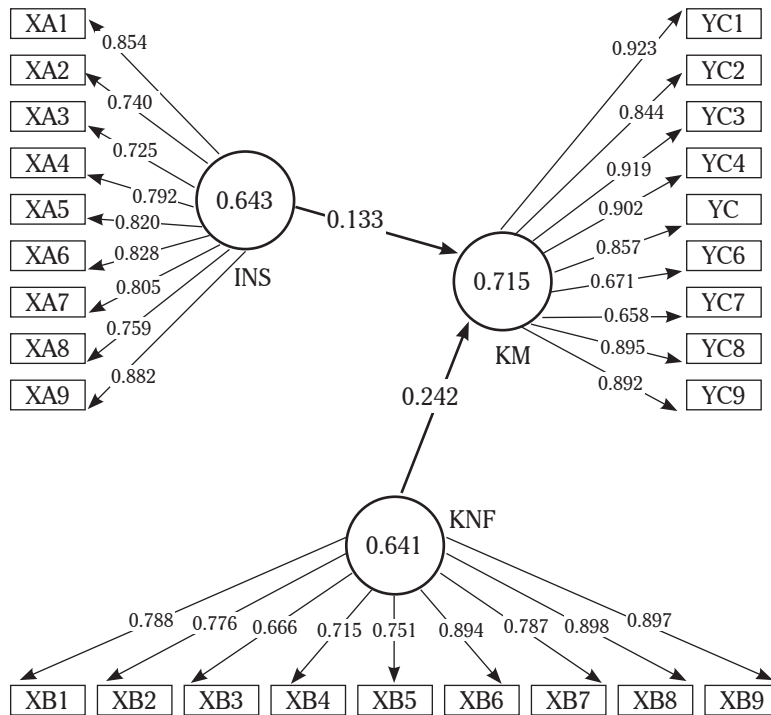 XA1
XA2
XA3
XA4
XA5
XA6
XA7
XA8
XA9
0.854
0.740
0.725
0.792
0.820
0.828
0.805
0.759
0.882
0.643
INS
0.133
YC1
YC2
YC3
YC4
YC
YC6
YC7
YC8
YC9
0.923
0.844
0.919
0.902
0.857
0.671
0.658
0.895
0.892
0.715
KM
0.242
KNF
0.641
0.788
0.776
0.666
0.715
0.751
0.894
0.787
0.898
0.897
XB1
XB2
XB3
XB4
XB5
XB6
XB7
XB8
XB9